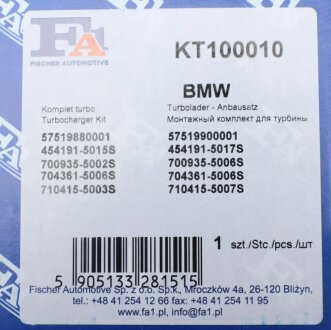 FA1
FISCHER AUTOMOTIVE
KT100010
BMW
Komplet turbo
Turbocharger Kit
Turbolader - Anbausatz
Монтажный комплект для турбины
57519880001 57519900001
454191-5015S 454191-5017S
700935-5002S 700935-5006S
704361-5006S 704361-5006S
710415-5003S 710415-5007S
1 szt./Stc./pcs./шт
5 905133 281515
Fischer Automotive Sp. z o.o. Sp.k., Mroczków 4a, 26-120 Bliżyn,
tel.: +48 41 254 12 66 fax: +48 41 254 11 95
www.fa1.pl, info@fa1.pl